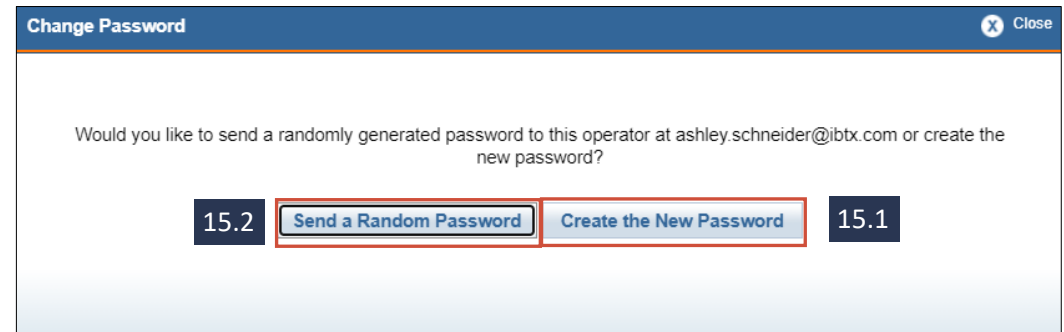 Change Password
X Close
Would you like to send a randomly generated password to this operator at ashley.schneider@ibtx.com or create the
new password?
15.2 Send a Random Password Create the New Password 15.1